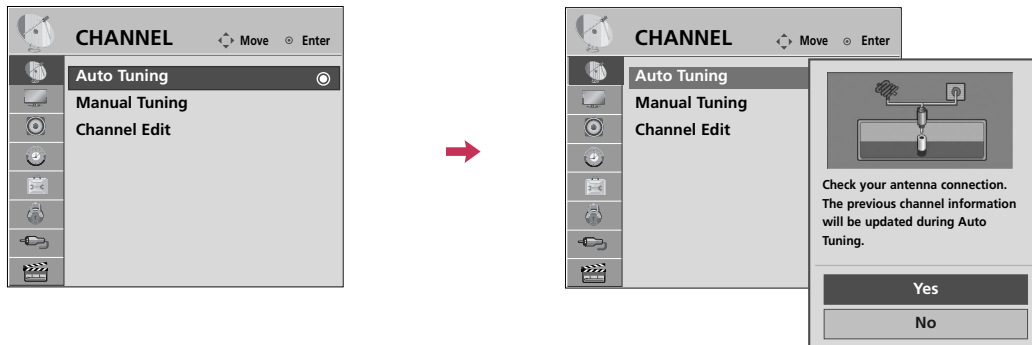 CHANNEL
Move
Enter
Auto Tuning
Manual Tuning
Channel Edit
CHANNEL
Move
Enter
Auto Tuning
Manual Tuning
Channel Edit
Check your antenna connection.
The previous channel information
will be updated during Auto
Tuning.
Yes
No